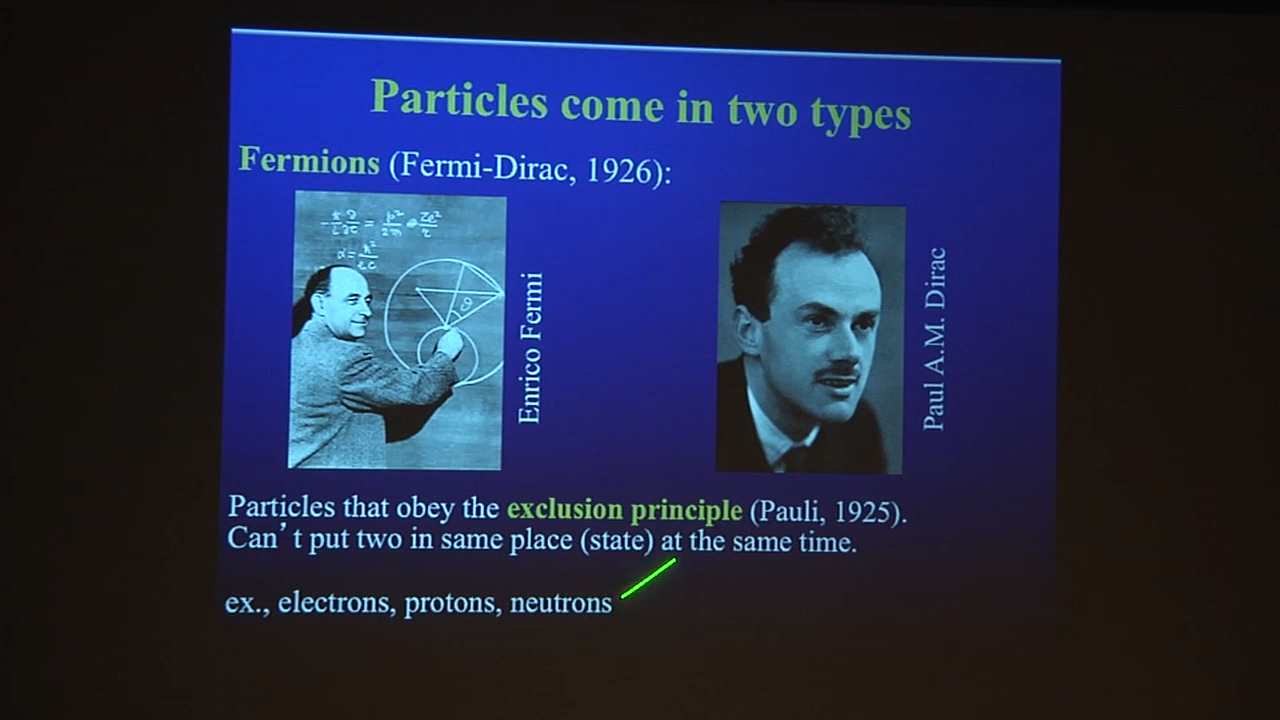 Particles come in two types
Fermions (Fermi-Dirac, 1926):
Enrico Fermi
Paul A.M. Dirac
Particles that obey the exclusion principle (Pauli, 1925).
Can't put two in same place (state) at the same time.
ex., electrons, protons, neutrons